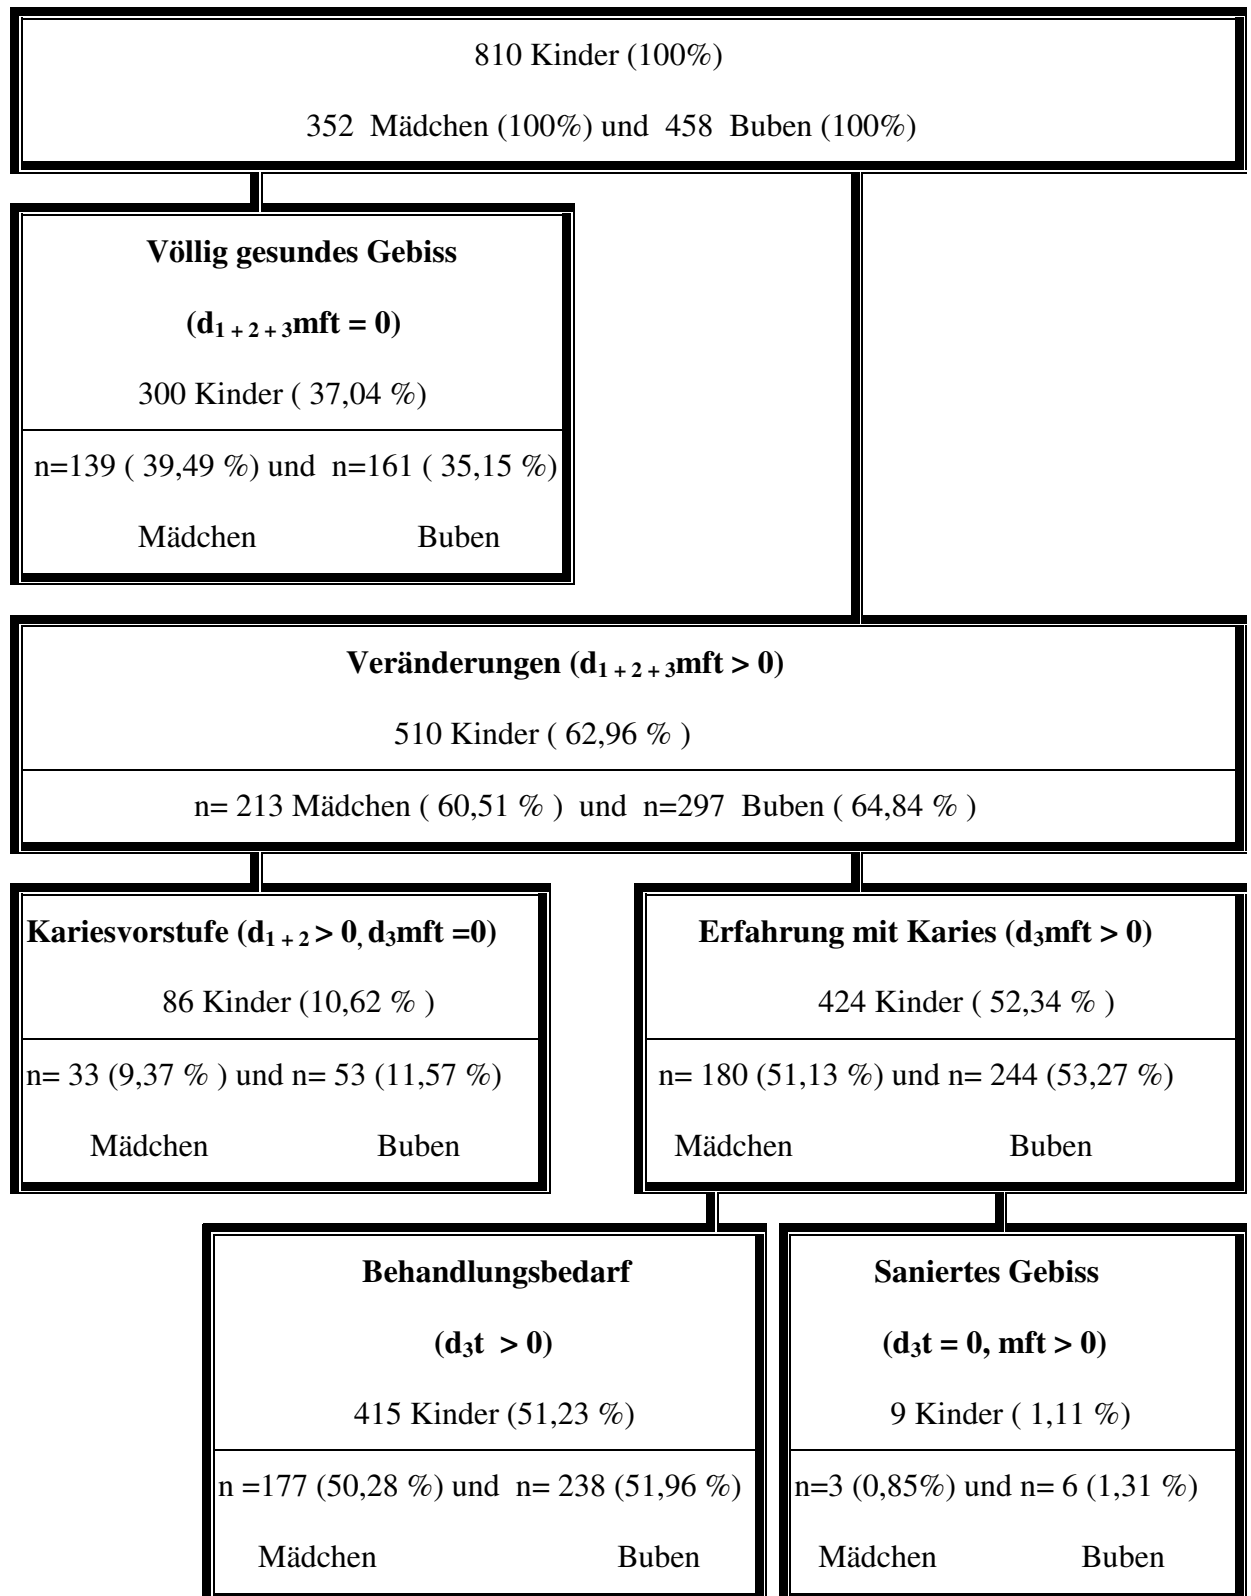 810 Kinder (100%)
352 Mädchen (100%) und 458 Buben (100%)
Völlig gesundes Gebiss
(d₁ ₊ ₂ ₊ ₃mft = 0)
300 Kinder ( 37,04 %)
n=139 ( 39,49 %) und n=161 ( 35,15 %)
Mädchen Buben
Veränderungen (d₁ ₊ ₂ ₊ ₃mft > 0)
510 Kinder ( 62,96 % )
n= 213 Mädchen ( 60,51 % ) und n=297 Buben ( 64,84 % )
Kariesvorstufe (d₁ ₊ ₂ > 0, d₃mft =0)
86 Kinder (10,62 % )
n= 33 (9,37 % ) und n= 53 (11,57 %)
Mädchen Buben
Erfahrung mit Karies (d₃mft > 0)
424 Kinder ( 52,34 % )
n= 180 (51,13 %) und n= 244 (53,27 %)
Mädchen Buben
Behandlungsbedarf
(d₃t > 0)
415 Kinder (51,23 %)
n =177 (50,28 %) und n= 238 (51,96 %)
Mädchen Buben
Saniertes Gebiss
(d₃t = 0, mft > 0)
9 Kinder ( 1,11 %)
n=3 (0,85%) und n= 6 (1,31 %)
Mädchen Buben